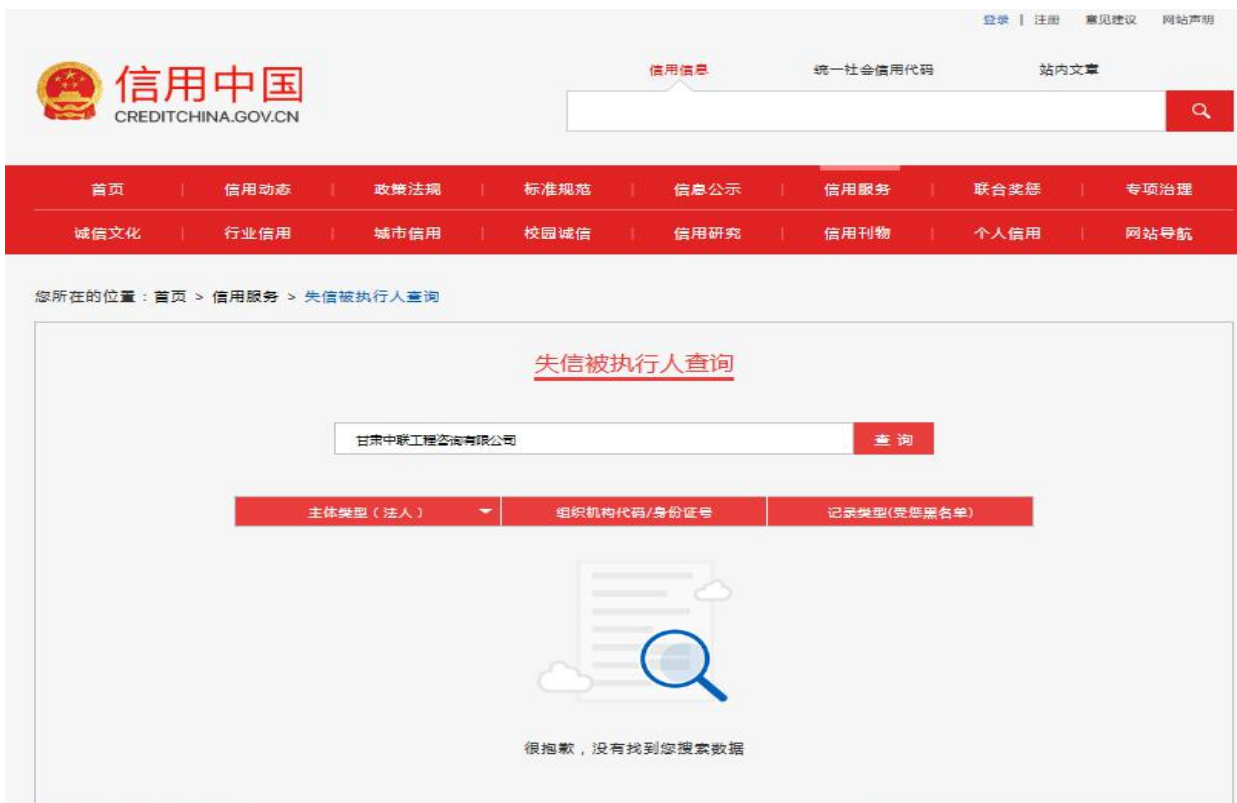 登录 | 注册 意见建议 网站声明
信用中国
CREDITCHINA.GOV.CN
信用信息 统一社会信用代码 站内文章
首页 | 信用动态 | 政策法规 | 标准规范 | 信息公示 | 信用服务 | 联合奖惩 | 专项治理
诚信文化 | 行业信用 | 城市信用 | 校园诚信 | 信用研究 | 信用刊物 | 个人信用 | 网站导航
您所在的位置：首页 > 信用服务 > 失信被执行人查询
失信被执行人查询
甘肃中联工程咨询有限公司 查询
主体类型（法人） 组织机构代码/身份证号 记录类型(受惩黑名单)
很抱歉，没有找到您搜索数据